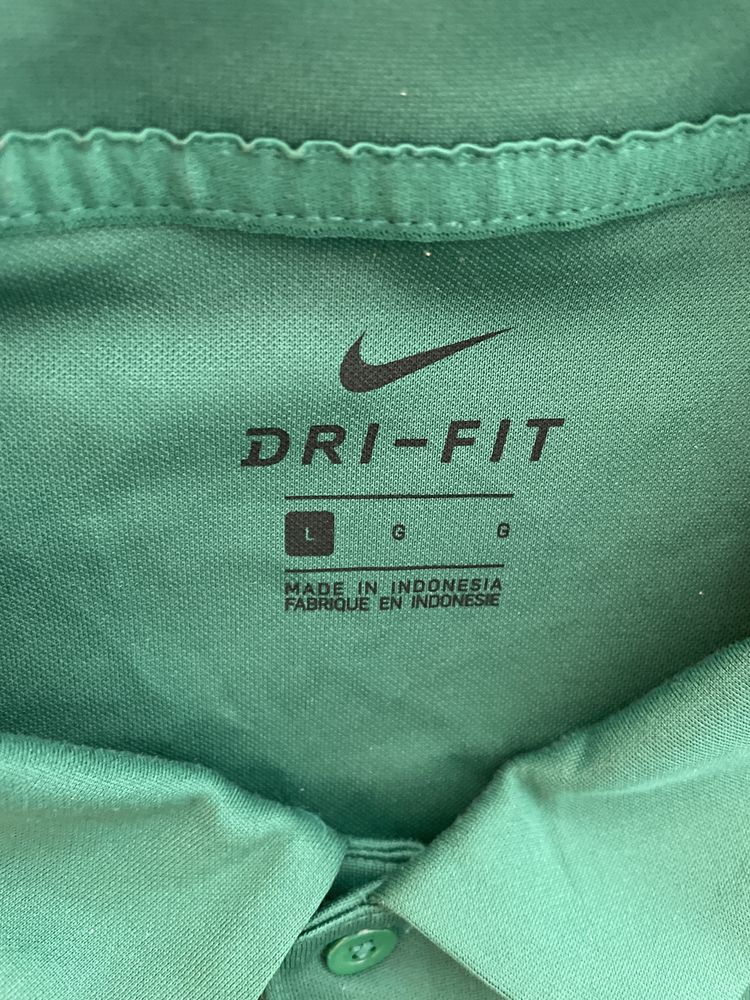 DRI-FIT
L G G
MADE IN INDONESIA
FABRIQUE EN INDONESIE